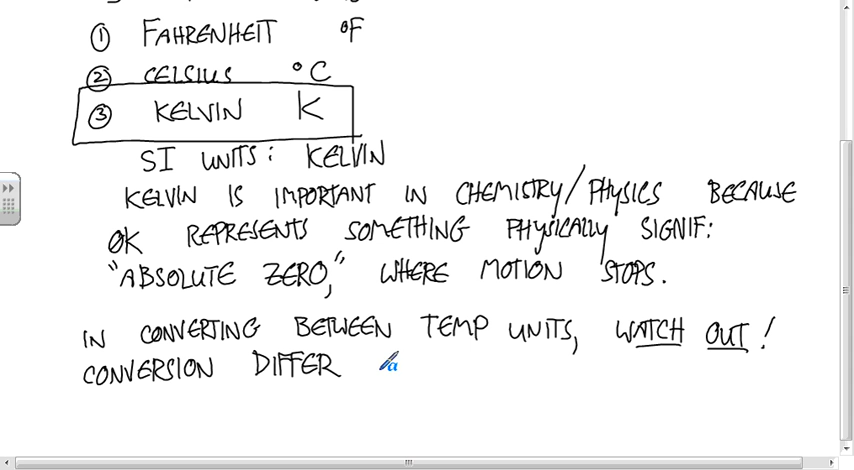 ① FAHRENHEIT °F
② CELSIUS °C
③ KELVIN K
SI UNITS: KELVIN
KELVIN IS IMPORTANT IN CHEMISTRY/PHYSICS BECAUSE
0K REPRESENTS SOMETHING PHYSICALLY SIGNIF:
"ABSOLUTE ZERO," WHERE MOTION STOPS.
IN CONVERTING BETWEEN TEMP UNITS, WATCH OUT!
CONVERSION DIFFER